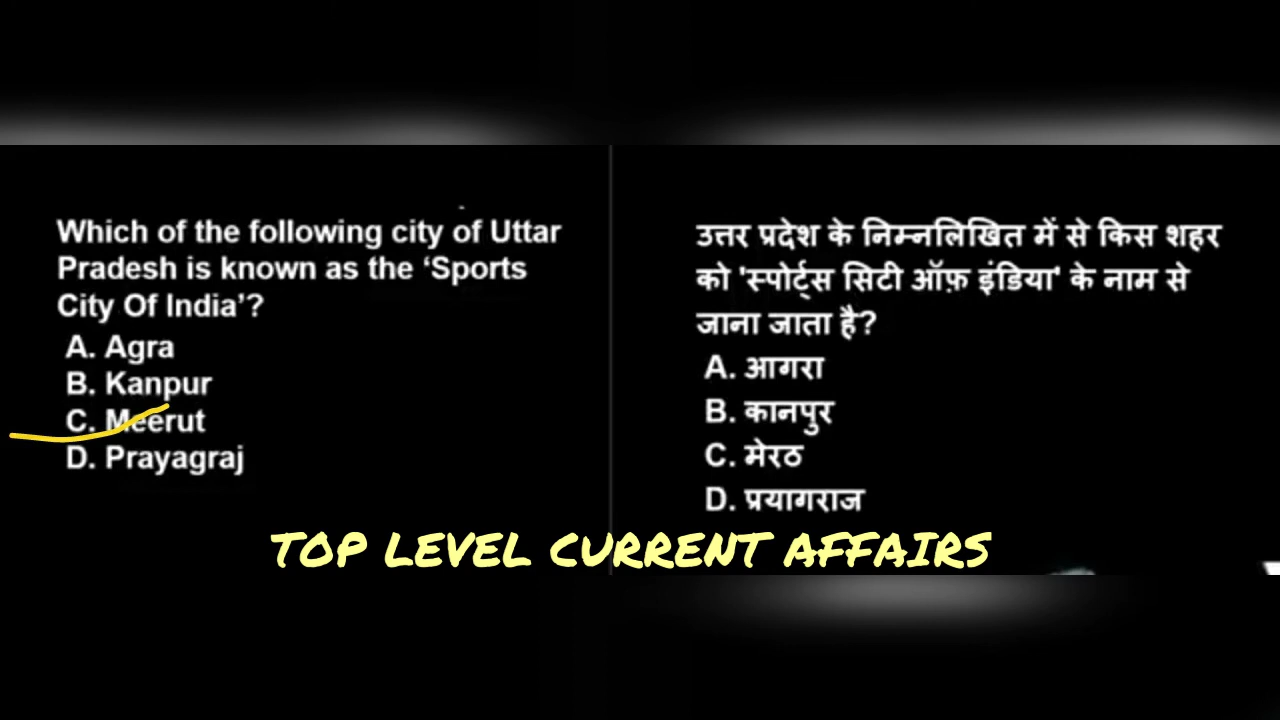 Which of the following city of Uttar
Pradesh is known as the ‘Sports
City Of India’?
A. Agra
B. Kanpur
C. Meerut
D. Prayagraj
उत्तर प्रदेश के निम्नलिखित में से किस शहर
को 'स्पोर्ट्स सिटी ऑफ़ इंडिया' के नाम से
जाना जाता है?
A. आगरा
B. कानपुर
C. मेरठ
D. प्रयागराज
TOP LEVEL CURRENT AFFAIRS